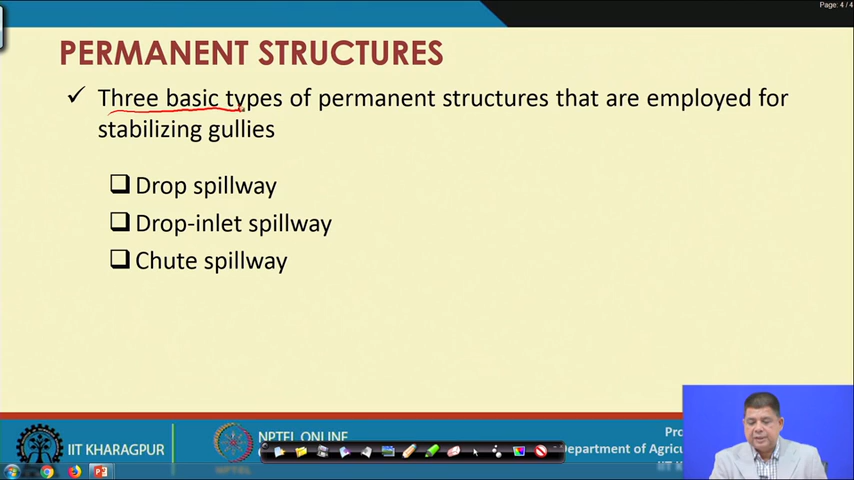 Page: 4 / 4
PERMANENT STRUCTURES
✓ Three basic types of permanent structures that are employed for
stabilizing gullies
❑ Drop spillway
❑ Drop-inlet spillway
❑ Chute spillway
IIT KHARAGPUR
NPTEL ONLINE
NPTEL
Department of Agricu